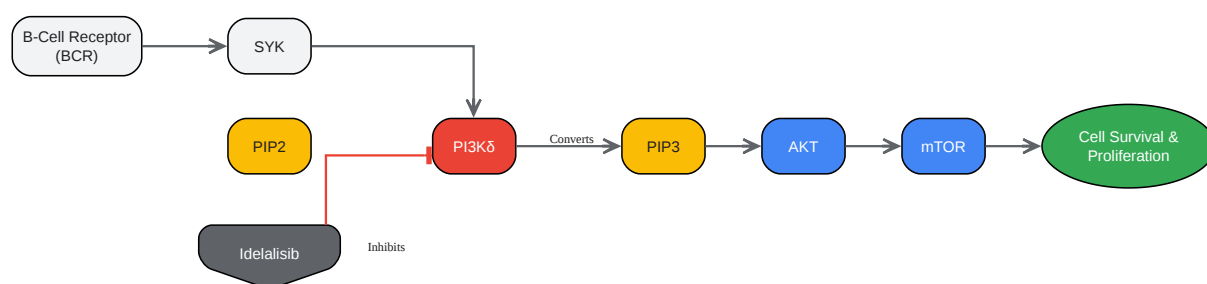 B-Cell Receptor
(BCR)
SYK
PIP2
PI3Kδ
Converts
PIP3
AKT
mTOR
Cell Survival &
Proliferation
Idelalisib
Inhibits